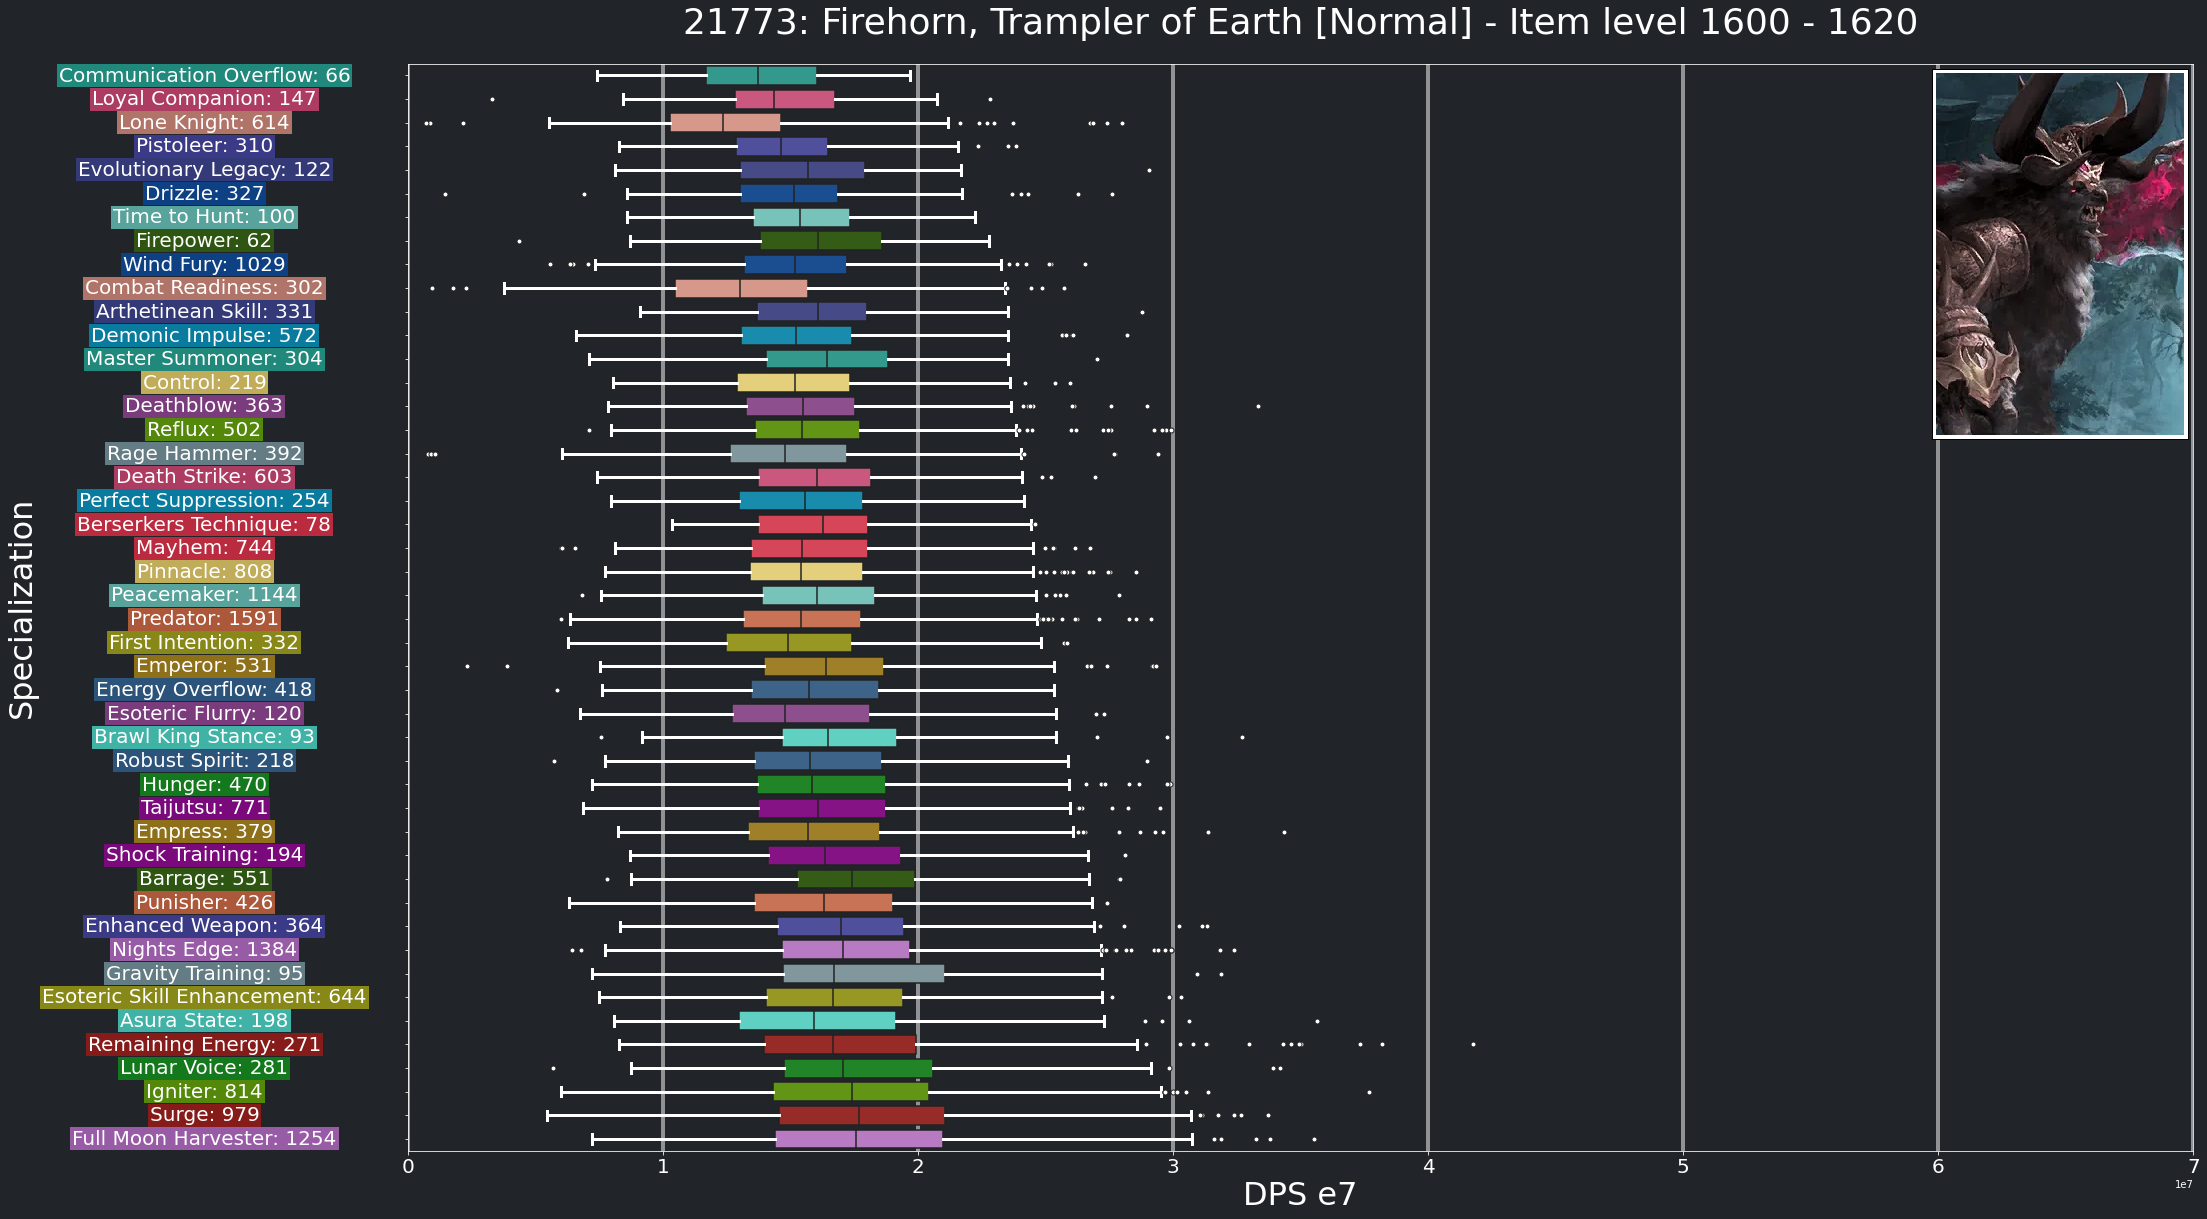 21773: Firehorn, Trampler of Earth [Normal] - Item level 1600 - 1620
Communication Overflow: 66
Loyal Companion: 147
Lone Knight: 614
Pistoleer: 310
Evolutionary Legacy: 122
Drizzle: 327
Time to Hunt: 100
Firepower: 62
Wind Fury: 1029
Combat Readiness: 302
Arthetinean Skill: 331
Demonic Impulse: 572
Master Summoner: 304
Control: 219
Deathblow: 363
Reflux: 502
Rage Hammer: 392
Death Strike: 603
Perfect Suppression: 254
Berserkers Technique: 78
Mayhem: 744
Pinnacle: 808
Peacemaker: 1144
Predator: 1591
First Intention: 332
Emperor: 531
Energy Overflow: 418
Esoteric Flurry: 120
Brawl King Stance: 93
Robust Spirit: 218
Hunger: 470
Taijutsu: 771
Empress: 379
Shock Training: 194
Barrage: 551
Punisher: 426
Enhanced Weapon: 364
Nights Edge: 1384
Gravity Training: 95
Esoteric Skill Enhancement: 644
Asura State: 198
Remaining Energy: 271
Lunar Voice: 281
Igniter: 814
Surge: 979
Full Moon Harvester: 1254
Specialization
0 1 2 3 4 5 6 7
DPS e7
1e7